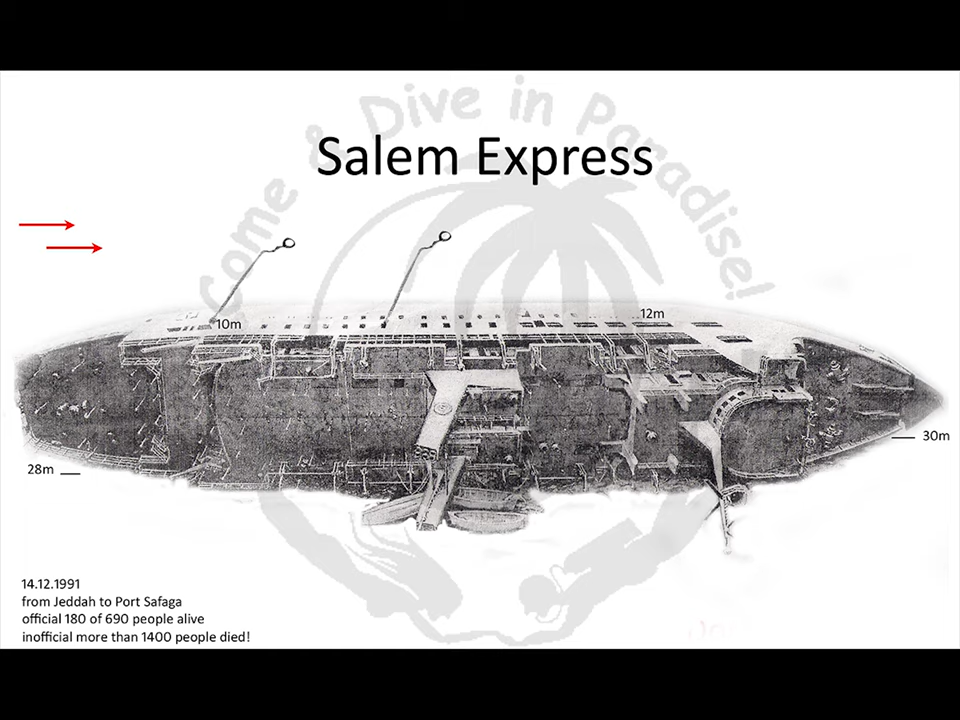 Come & Dive in Paradise!
Salem Express
10m
12m
30m
28m
14.12.1991
from Jeddah to Port Safaga
official 180 of 690 people alive
inofficial more than 1400 people died!